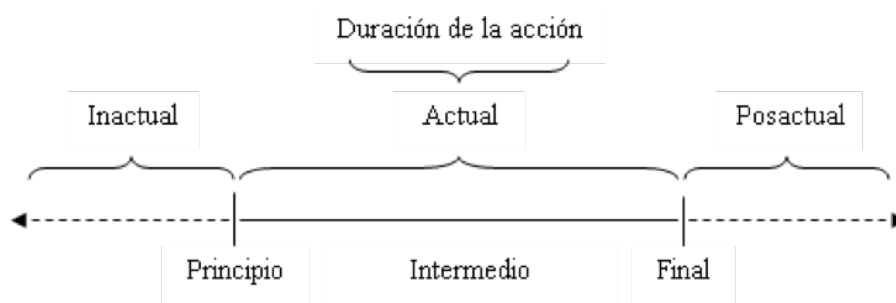 Duración de la acción
Inactual
Actual
Posactual
Principio
Intermedio
Final